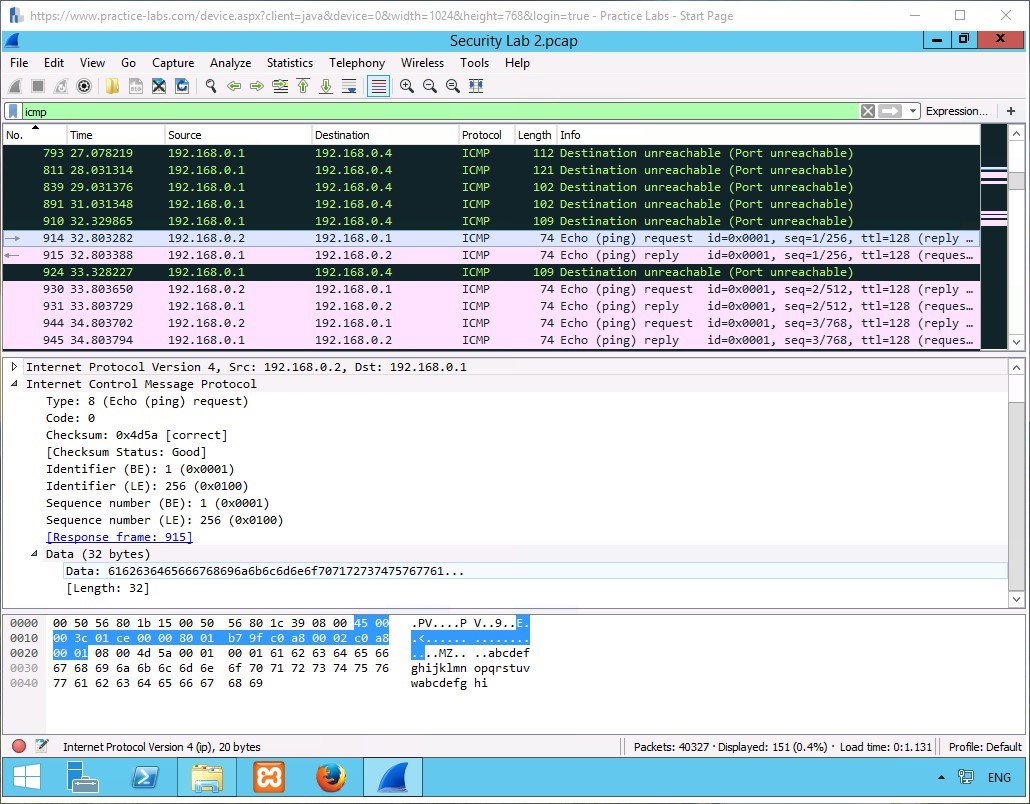 https://www.practice-labs.com/device.aspx?client=java&device=0&width=1024&height=768&login=true - Practice Labs - Start Page
Security Lab 2.pcap
File Edit View Go Capture Analyze Statistics Telephony Wireless Tools Help
icmp Expression... +
No. Time Source Destination Protocol Length Info
793 27.078219 192.168.0.1 192.168.0.4 ICMP 112 Destination unreachable (Port unreachable)
811 28.031314 192.168.0.1 192.168.0.4 ICMP 121 Destination unreachable (Port unreachable)
839 29.031376 192.168.0.1 192.168.0.4 ICMP 102 Destination unreachable (Port unreachable)
891 31.031348 192.168.0.1 192.168.0.4 ICMP 102 Destination unreachable (Port unreachable)
910 32.329865 192.168.0.1 192.168.0.4 ICMP 109 Destination unreachable (Port unreachable)
914 32.803282 192.168.0.2 192.168.0.1 ICMP 74 Echo (ping) request id=0x0001, seq=1/256, ttl=128 (reply …
915 32.803388 192.168.0.1 192.168.0.2 ICMP 74 Echo (ping) reply id=0x0001, seq=1/256, ttl=128 (reques…
924 33.328227 192.168.0.1 192.168.0.4 ICMP 109 Destination unreachable (Port unreachable)
930 33.803650 192.168.0.2 192.168.0.1 ICMP 74 Echo (ping) request id=0x0001, seq=2/512, ttl=128 (reply …
931 33.803729 192.168.0.1 192.168.0.2 ICMP 74 Echo (ping) reply id=0x0001, seq=2/512, ttl=128 (reques…
944 34.803702 192.168.0.2 192.168.0.1 ICMP 74 Echo (ping) request id=0x0001, seq=3/768, ttl=128 (reply …
945 34.803794 192.168.0.1 192.168.0.2 ICMP 74 Echo (ping) reply id=0x0001, seq=3/768, ttl=128 (reques…
Internet Protocol Version 4, Src: 192.168.0.2, Dst: 192.168.0.1
Internet Control Message Protocol
Type: 8 (Echo (ping) request)
Code: 0
Checksum: 0x4d5a [correct]
[Checksum Status: Good]
Identifier (BE): 1 (0x0001)
Identifier (LE): 256 (0x0100)
Sequence number (BE): 1 (0x0001)
Sequence number (LE): 256 (0x0100)
[Response frame: 915]
Data (32 bytes)
Data: 6162636465666768696a6b6c6d6e6f707172737475767761...
[Length: 32]
0000 00 50 56 80 1b 15 00 50 56 80 1c 39 08 00 45 00 .PV....P V..9..E.
0010 00 3c 01 ce 00 00 80 01 b7 9f c0 a8 00 02 c0 a8 .<...... ........
0020 00 01 08 00 4d 5a 00 01 00 01 61 62 63 64 65 66 ....MZ.. ..abcdef
0030 67 68 69 6a 6b 6c 6d 6e 6f 70 71 72 73 74 75 76 ghijklmn opqrstuv
0040 77 61 62 63 64 65 66 67 68 69 wabcdefg hi
Internet Protocol Version 4 (ip), 20 bytes Packets: 40327 · Displayed: 151 (0.4%) · Load time: 0:1.131 Profile: Default
ENG